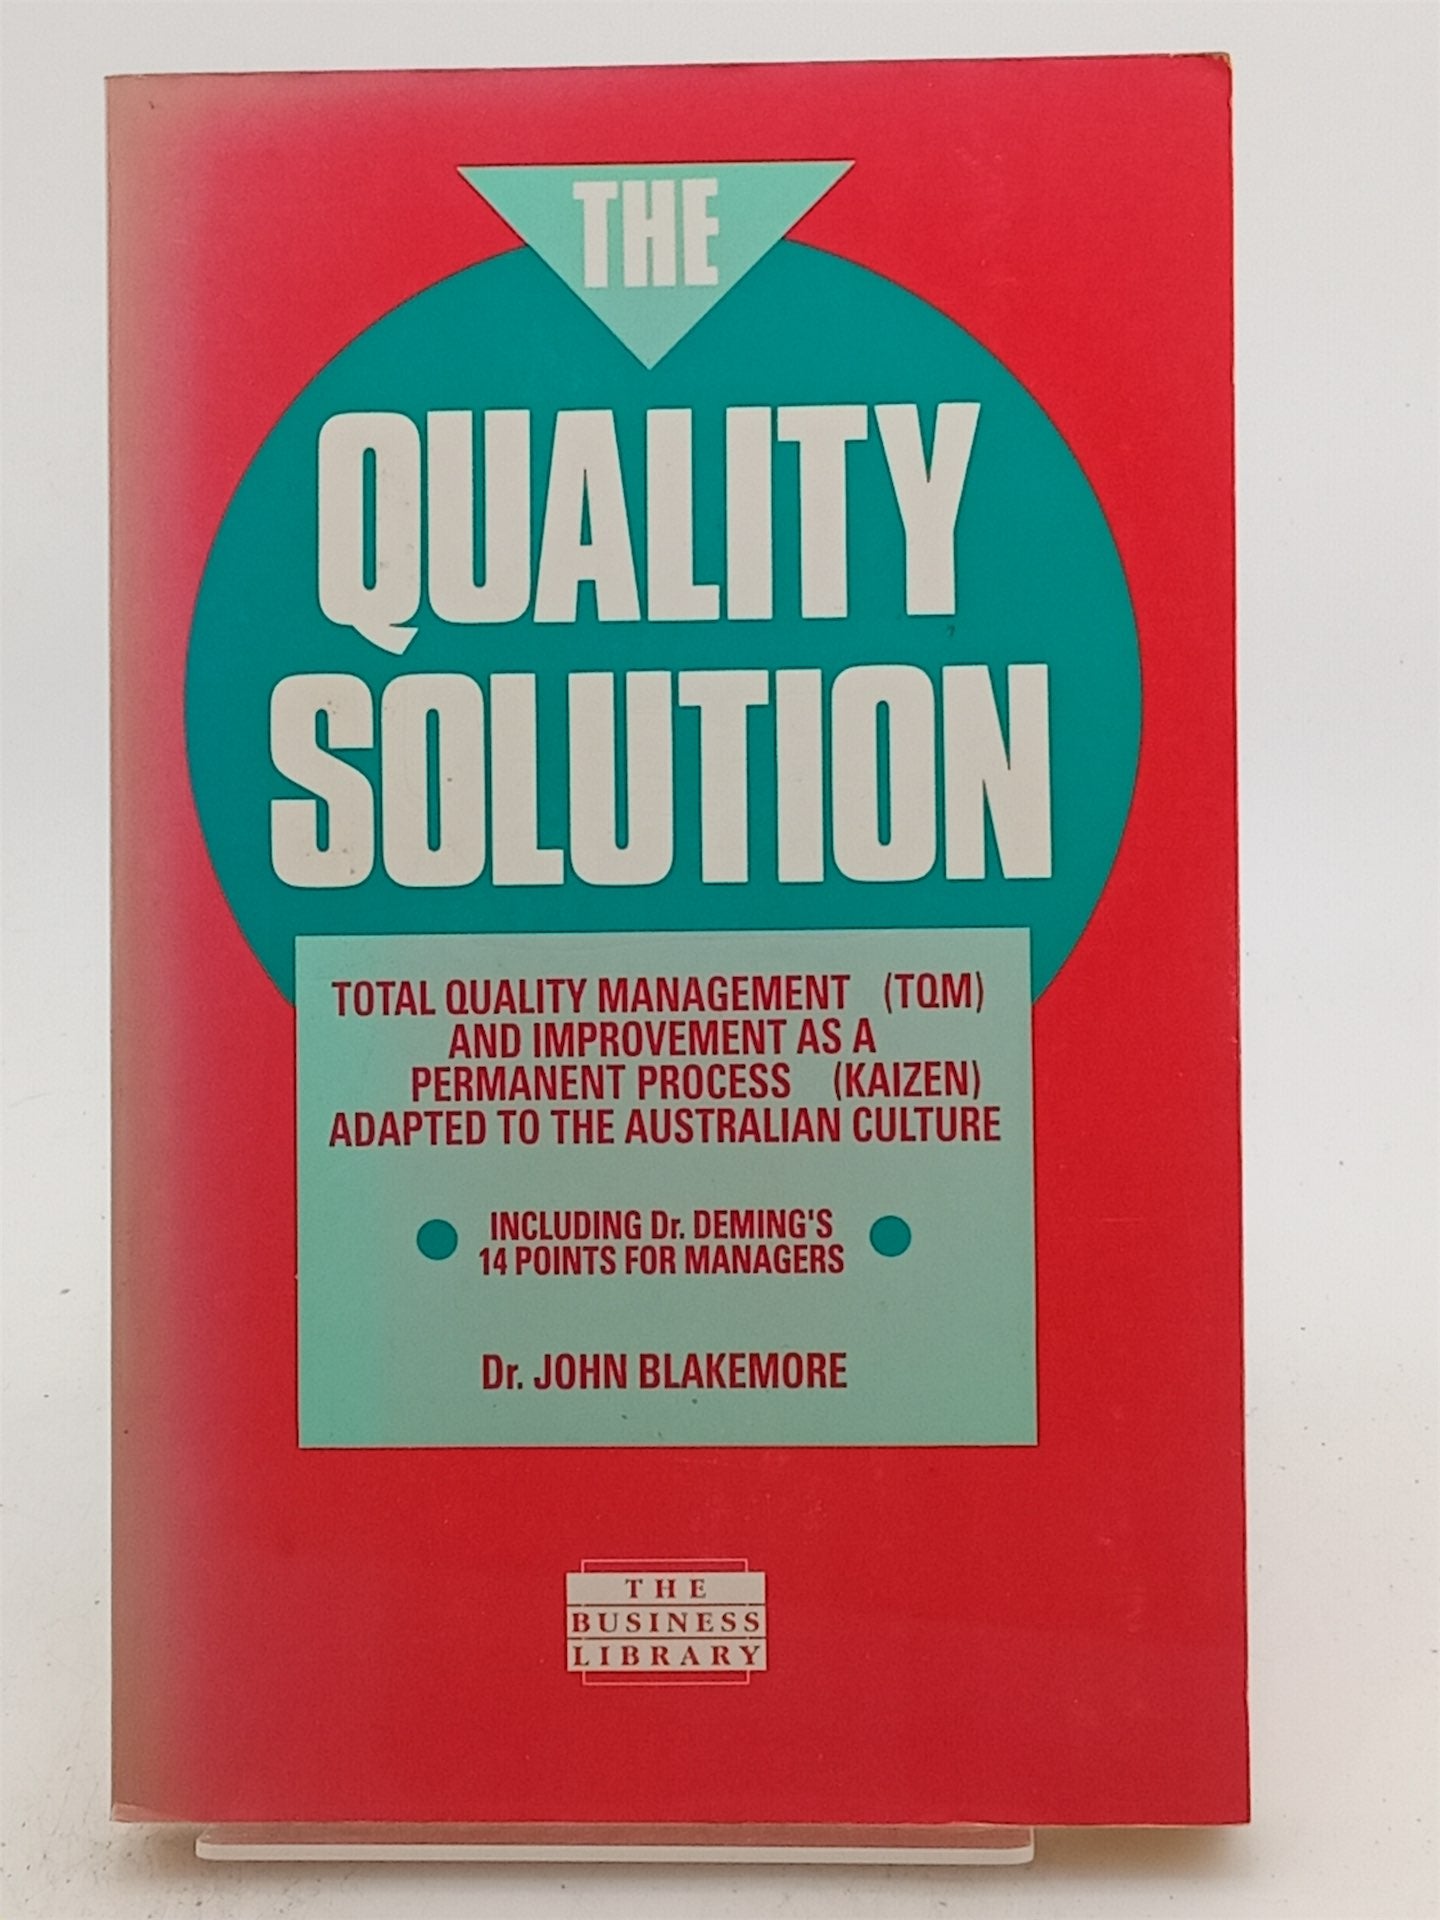 THE
QUALITY
SOLUTION
TOTAL QUALITY MANAGEMENT (TQM)
AND IMPROVEMENT AS A
PERMANENT PROCESS (KAIZEN)
ADAPTED TO THE AUSTRALIAN CULTURE
INCLUDING Dr. DEMING'S
14 POINTS FOR MANAGERS
Dr. JOHN BLAKEMORE
THE
BUSINESS
LIBRARY